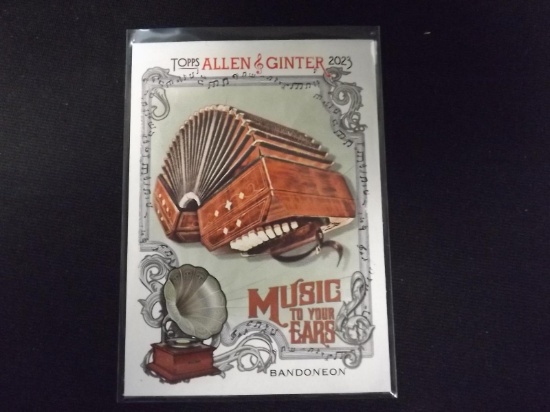 TOPPS ALLEN & GINTER 2023
MUSIC
TO YOUR
EARS
BANDONEON